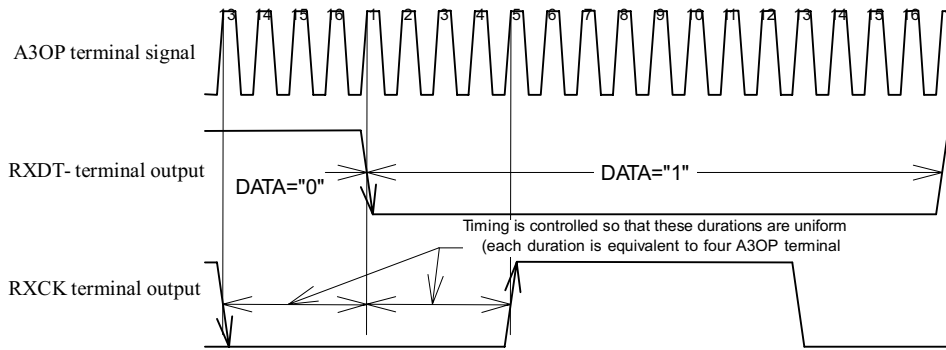 13 14 15 16 1 2 3 4 5 6 7 8 9 10 11 12 13 14 15 16
A3OP terminal signal
RXDT- terminal output
DATA="0"
DATA="1"
Timing is controlled so that these durations are uniform
(each duration is equivalent to four A3OP terminal
RXCK terminal output